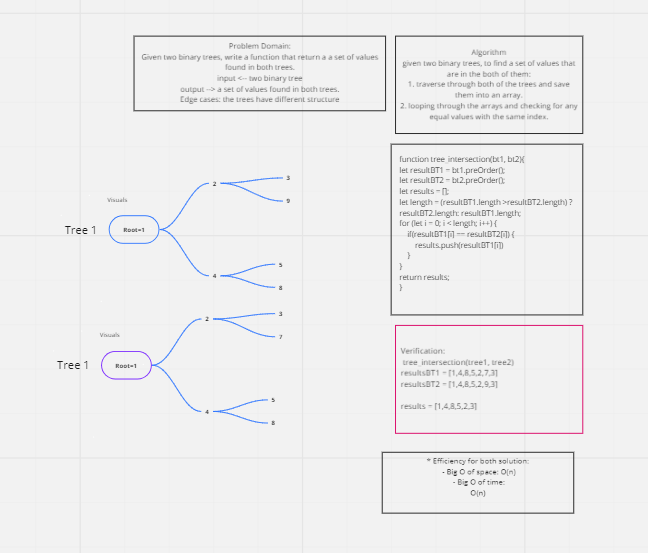 Problem Domain:
Given two binary trees, write a function that return a a set of values
found in both trees.
input <-- two binary tree
output --> a set of values found in both trees.
Edge cases: the trees have different structure
Algorithm
given two binary trees, to find a set of values that
are in the both of them:
1. traverse through both of the trees and save
them into an array.
2. looping through the arrays and checking for any
equal values with the same index.
function tree_intersection(bt1, bt2){
let resultBT1 = bt1.preOrder();
let resultBT2 = bt2.preOrder();
let results = [];
let length = (resultBT1.length >resultBT2.length) ?
resultBT2.length: resultBT1.length;
for (let i = 0; i < length; i++) {
if(resultBT1[i] == resultBT2[i]) {
results.push(resultBT1[i])
}
}
return results;
}
Visuals
Tree 1
Root=1
2
3
9
4
5
8
Visuals
Tree 1
Root=1
2
3
7
4
5
8
Verification:
tree_intersection(tree1, tree2)
resultsBT1 = [1,4,8,5,2,7,3]
resultsBT2 = [1,4,8,5,2,9,3]
results = [1,4,8,5,2,3]
* Efficiency for both solution:
- Big O of space: O(n)
- Big O of time:
O(n)